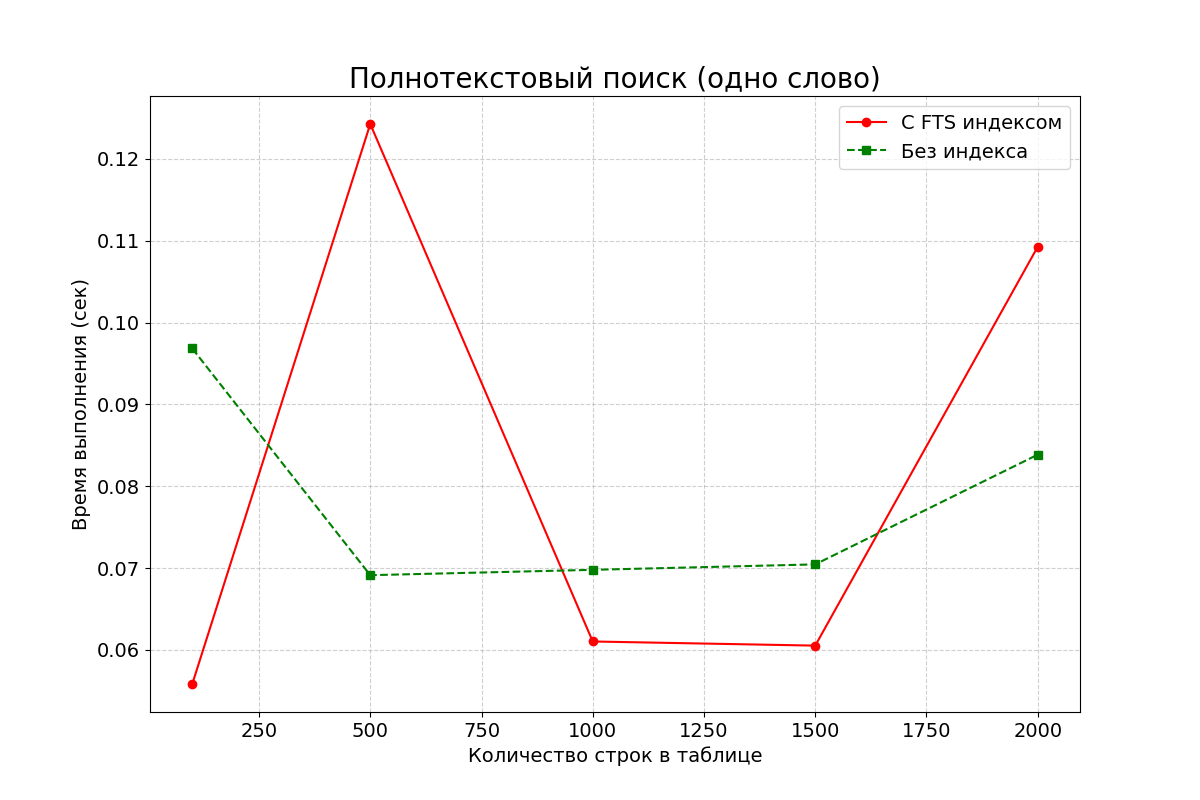 Полнотекстовый поиск (одно слово)
С FTS индексом
Без индекса
Время выполнения (сек)
0.12
0.11
0.10
0.09
0.08
0.07
0.06
250 500 750 1000 1250 1500 1750 2000
Количество строк в таблице